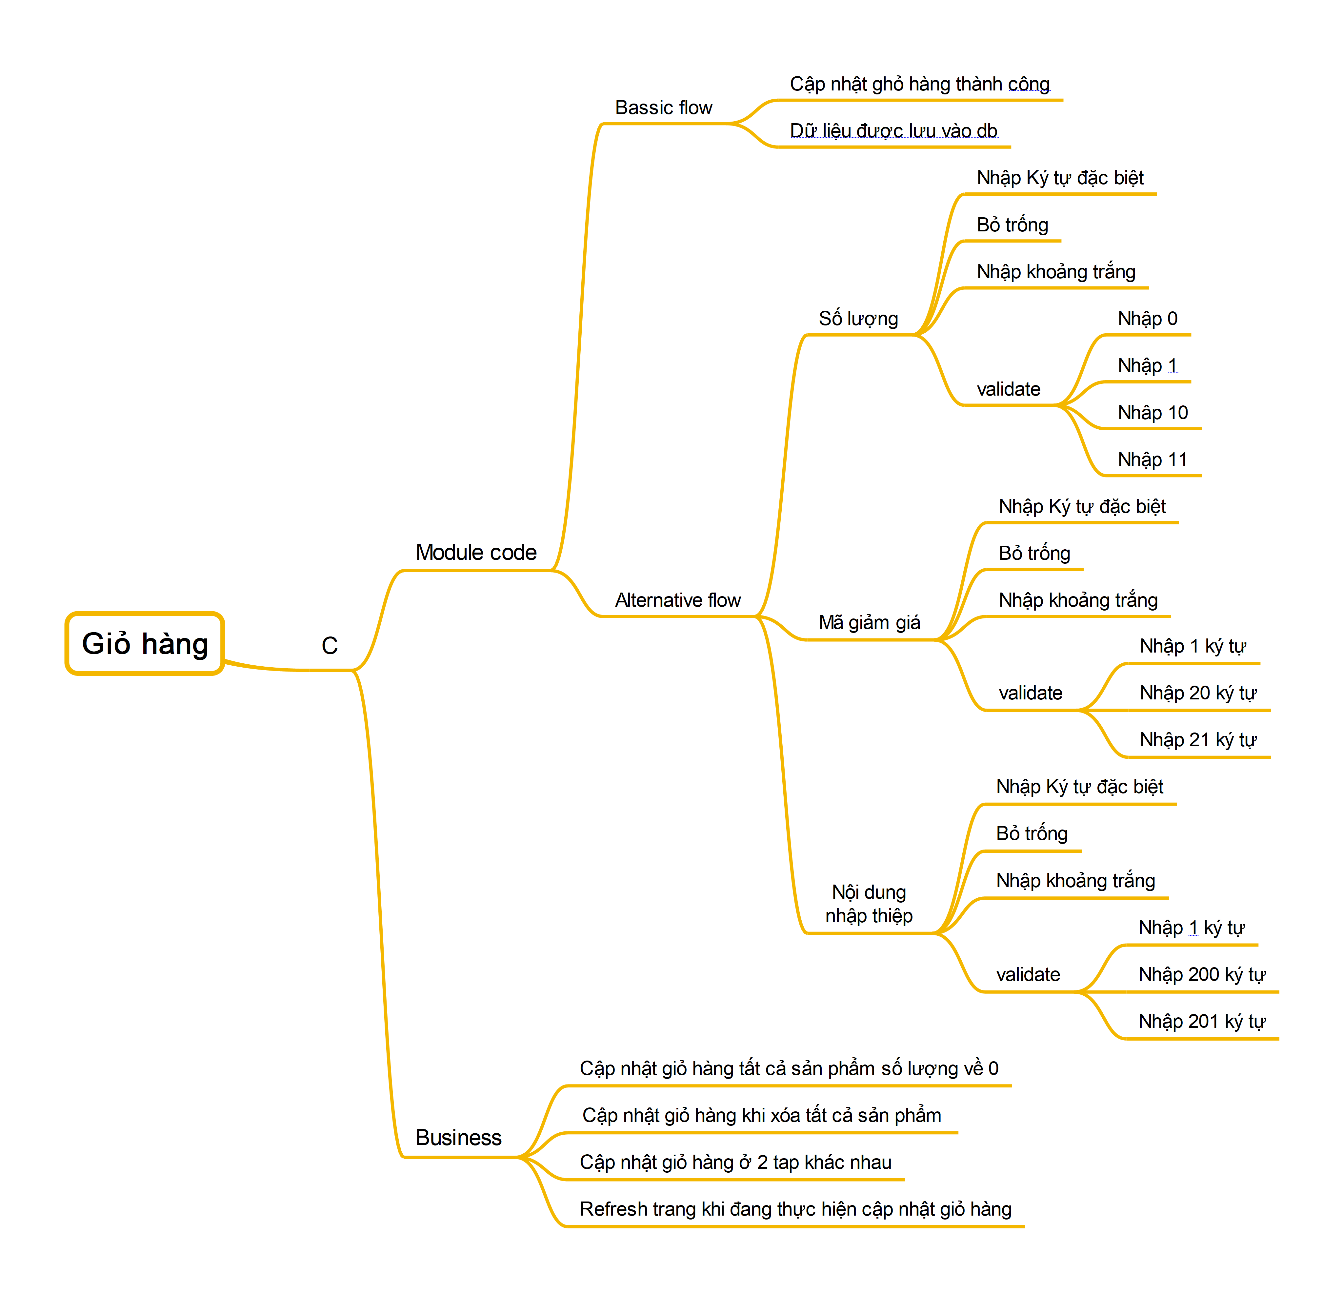 Giỏ hàng
C
Module code
Bassic flow
Cập nhật ghỏ hàng thành công
Dữ liệu được lưu vào db
Alternative flow
Số lượng
Nhập Ký tự đặc biệt
Bỏ trống
Nhập khoảng trắng
validate
Nhập 0
Nhập 1
Nhâp 10
Nhập 11
Mã giảm giá
Nhập Ký tự đặc biệt
Bỏ trống
Nhập khoảng trắng
validate
Nhập 1 ký tự
Nhập 20 ký tự
Nhập 21 ký tự
Nội dung
nhập thiệp
Nhập Ký tự đặc biệt
Bỏ trống
Nhập khoảng trắng
validate
Nhập 1 ký tự
Nhập 200 ký tự
Nhập 201 ký tự
Business
Cập nhật giỏ hàng tất cả sản phẩm số lượng về 0
Cập nhật giỏ hàng khi xóa tất cả sản phẩm
Cập nhật giỏ hàng ở 2 tap khác nhau
Refresh trang khi đang thực hiện cập nhật giỏ hàng